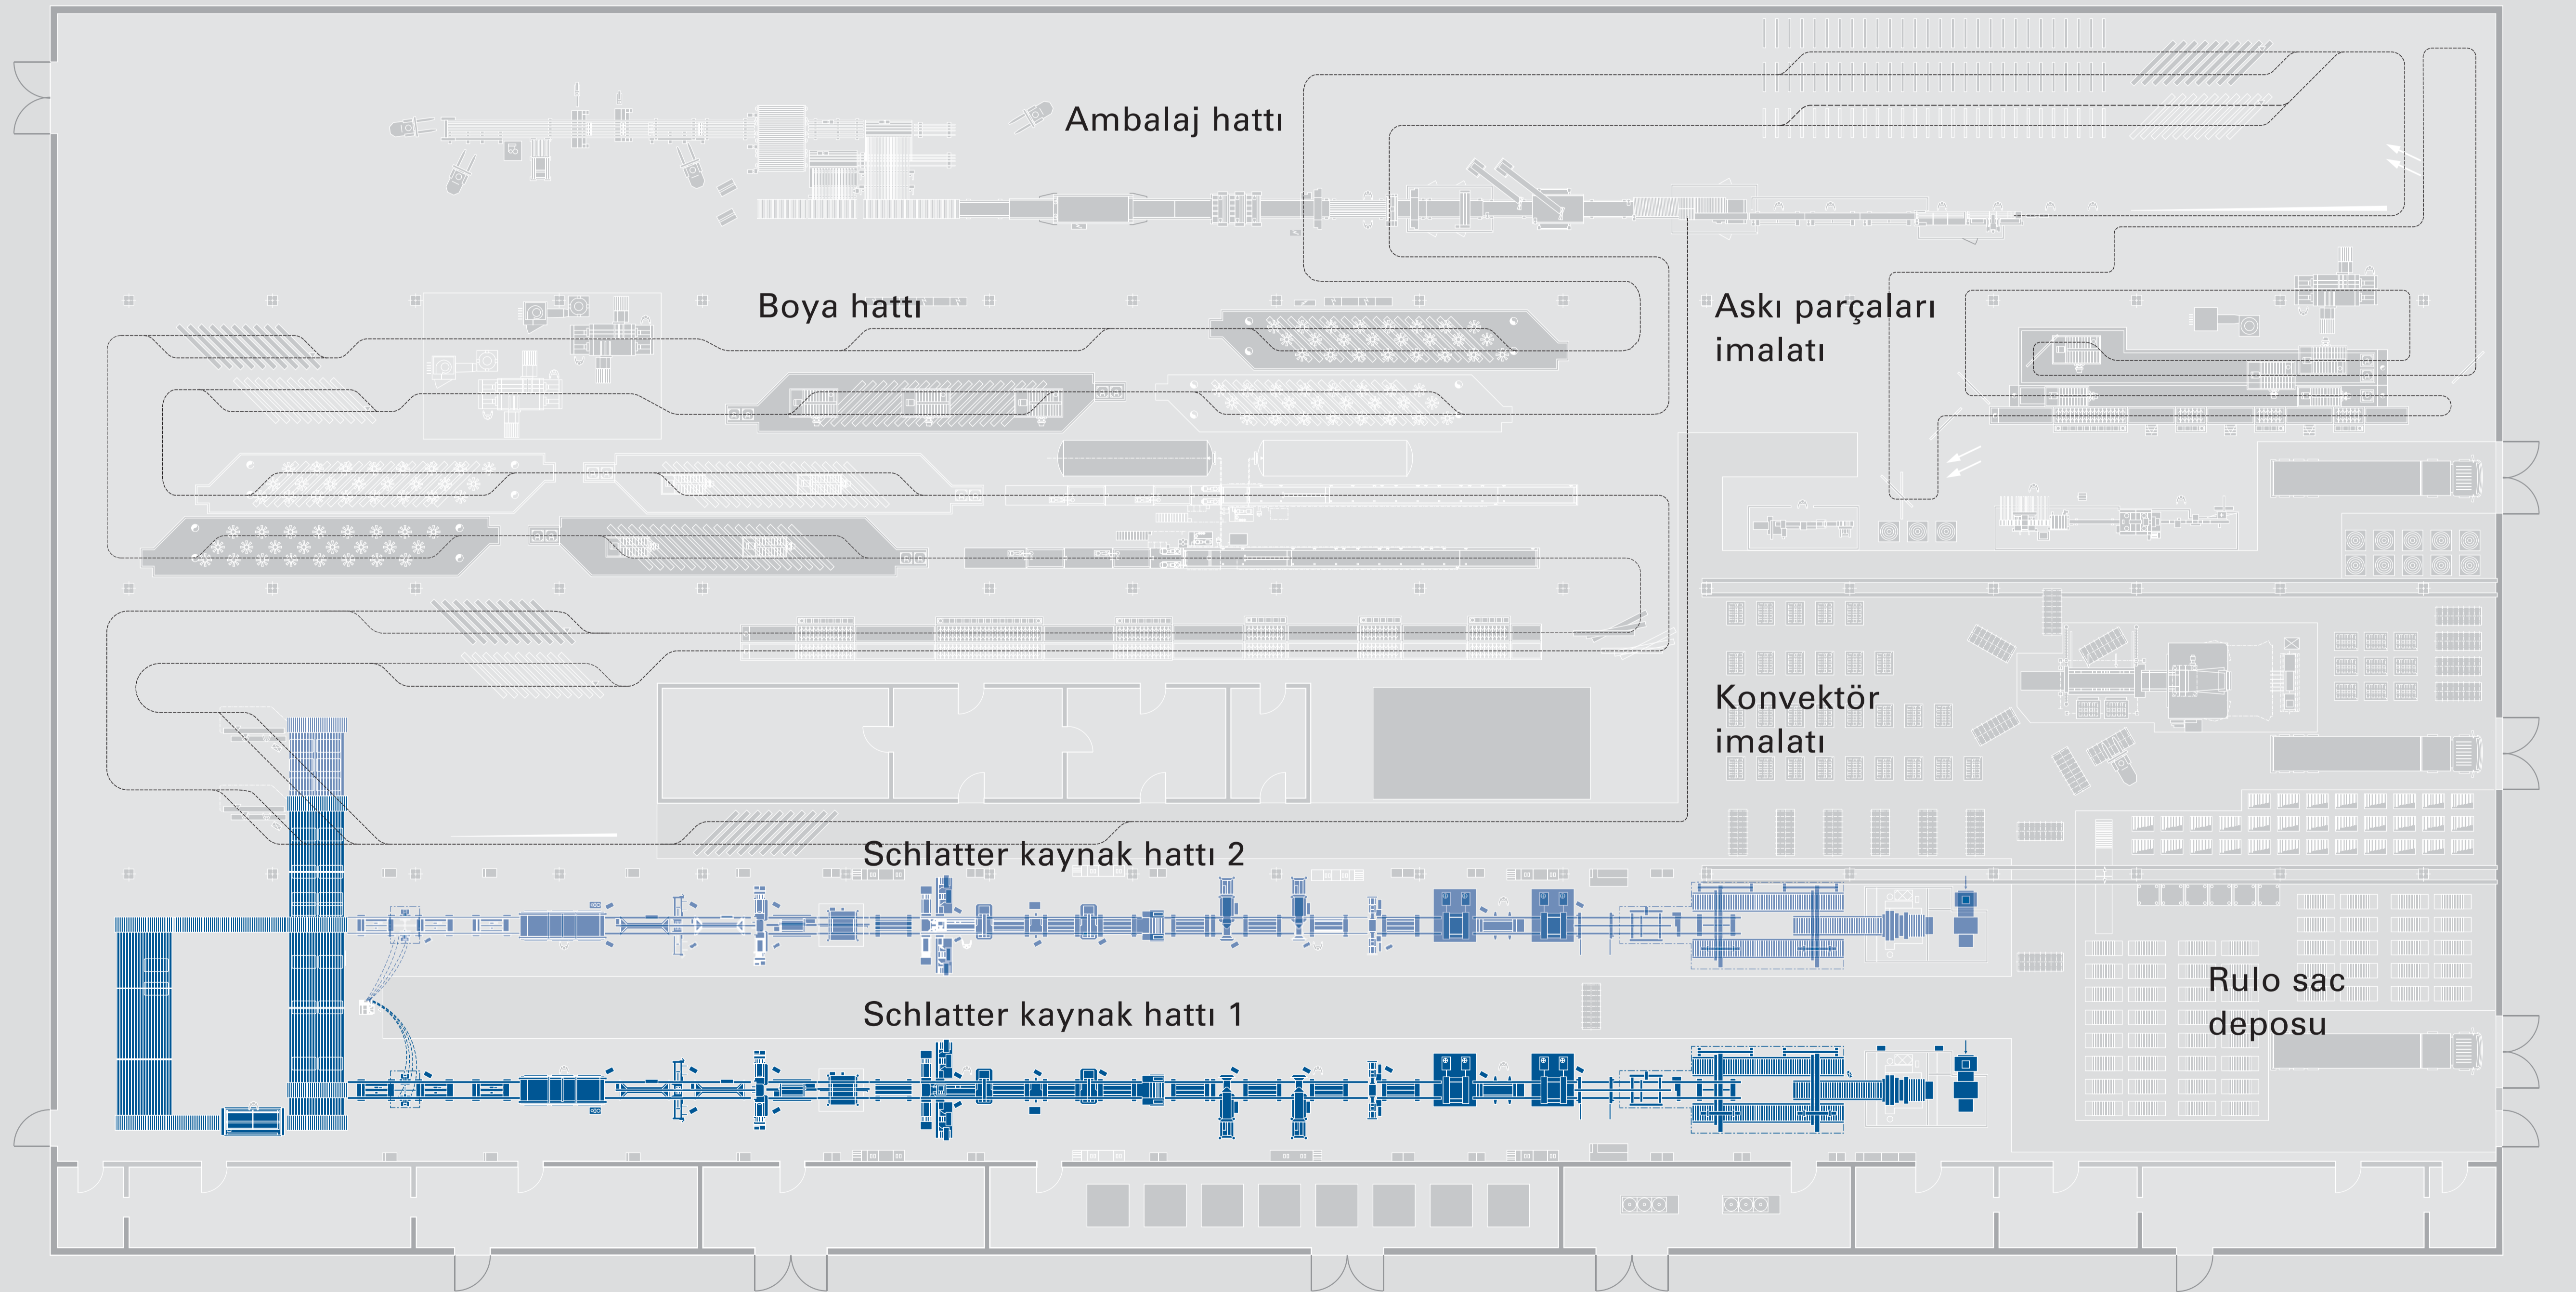 Ambalaj hattı
Boya hattı
Askı parçaları
imalatı
Konvektör
imalatı
Schlatter kaynak hattı 2
Schlatter kaynak hattı 1
Rulo sac
deposu